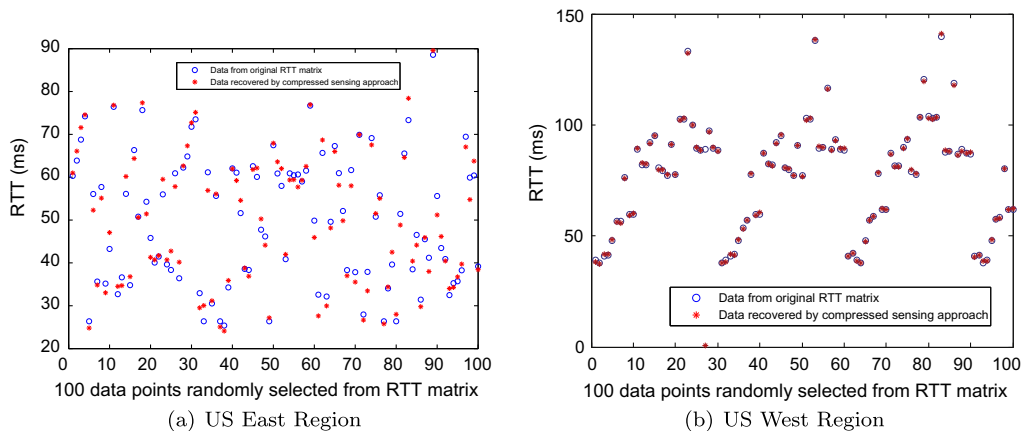 90
80
70
60
50
40
30
20
RTT (ms)
Data from original RTT matrix
Data recovered by compressed sensing approach
0 10 20 30 40 50 60 70 80 90 100
100 data points randomly selected from RTT matrix
(a) US East Region
150
100
50
0
RTT (ms)
Data from original RTT matrix
Data recovered by compressed sensing approach
0 10 20 30 40 50 60 70 80 90 100
100 data points randomly selected from RTT matrix
(b) US West Region